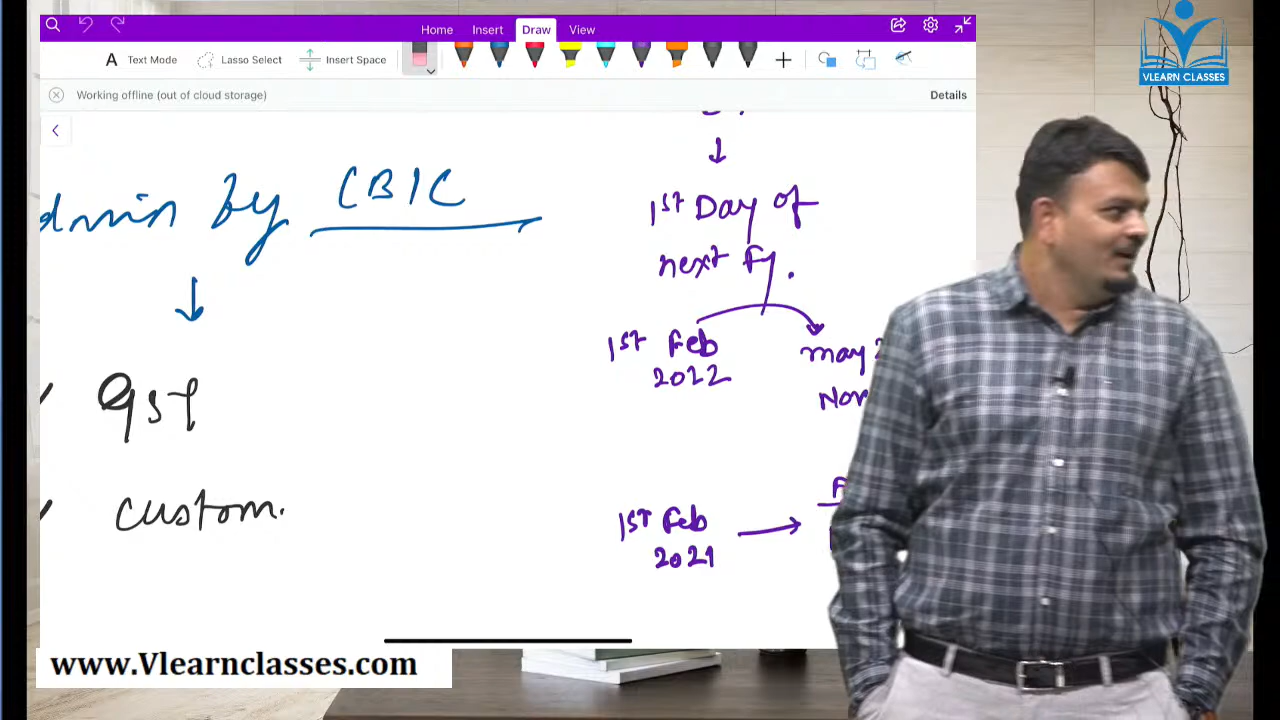 Home Insert Draw View
Text Mode Lasso Select Insert Space
Working offline (out of cloud storage) Details
VLEARN CLASSES
by CBIC
↓
gst
custom.
↓
1st Day of
next Fy.
1st Feb
2022
may
Nov
1st Feb →
2021
www.Vlearnclasses.com